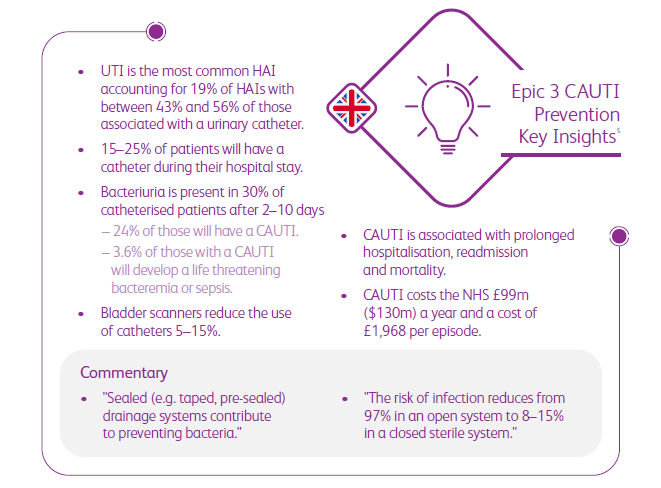 Epic 3 CAUTI
Prevention
Key Insights⁵
• UTI is the most common HAI
accounting for 19% of HAIs with
between 43% and 56% of those
associated with a urinary catheter.
• 15–25% of patients will have a
catheter during their hospital stay.
• Bacteriuria is present in 30% of
catheterised patients after 2–10 days
– 24% of those will have a CAUTI.
– 3.6% of those with a CAUTI
will develop a life threatening
bacteremo or sepsis.
• Bladder scanners reduce the use
of catheters 5–15%.
• CAUTI is associated with prolonged
hospitalisation, readmission
and mortality.
• CAUTI costs the NHS £99m
($130m) a year and a cost of
£1,968 per episode.
Commentary
• "Sealed (e.g. taped, pre-sealed)
drainage systems contribute
to preventing bacteria."
• "The risk of infection reduces from
97% in an open system to 8–15%
in a closed sterile system."